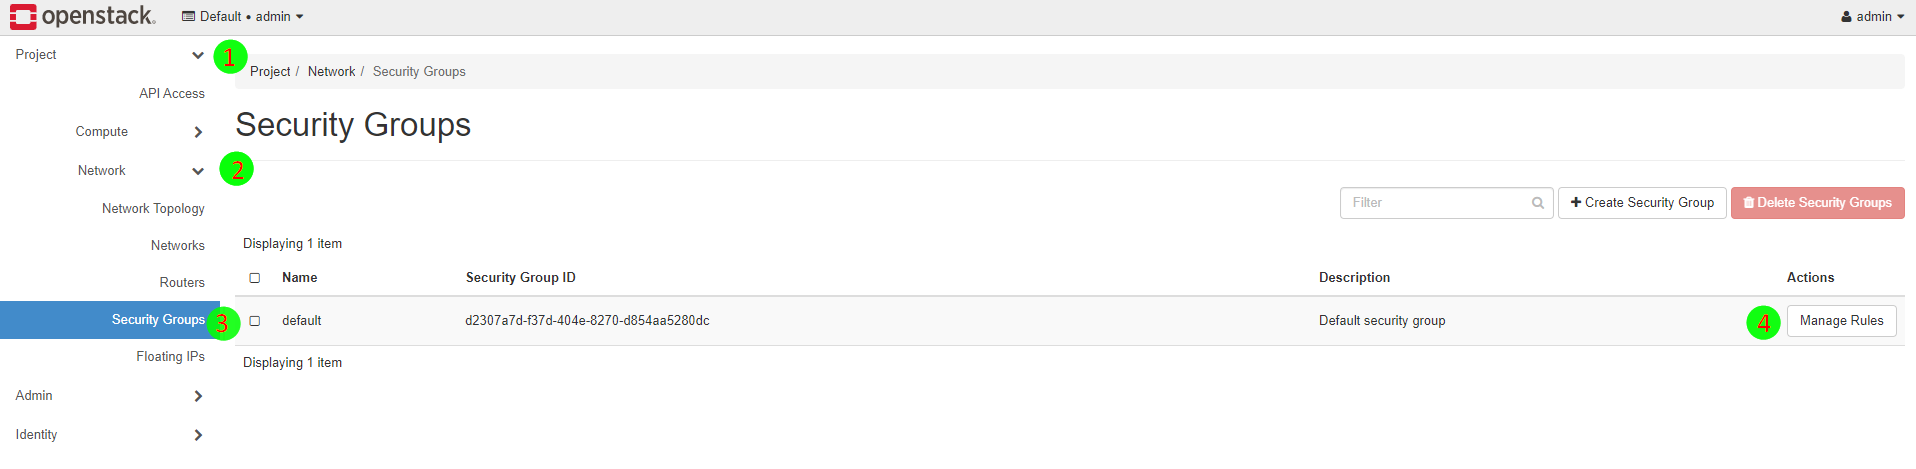 openstack. Default • admin admin
Project 1
Project / Network / Security Groups
API Access
Security Groups
Compute
Network 2
Network Topology
Filter + Create Security Group Delete Security Groups
Networks
Displaying 1 item
Routers
Name Security Group ID Description Actions
Security Groups 3 default d2307a7d-f37d-404e-8270-d854aa5280dc Default security group 4 Manage Rules
Floating IPs
Displaying 1 item
Admin
Identity